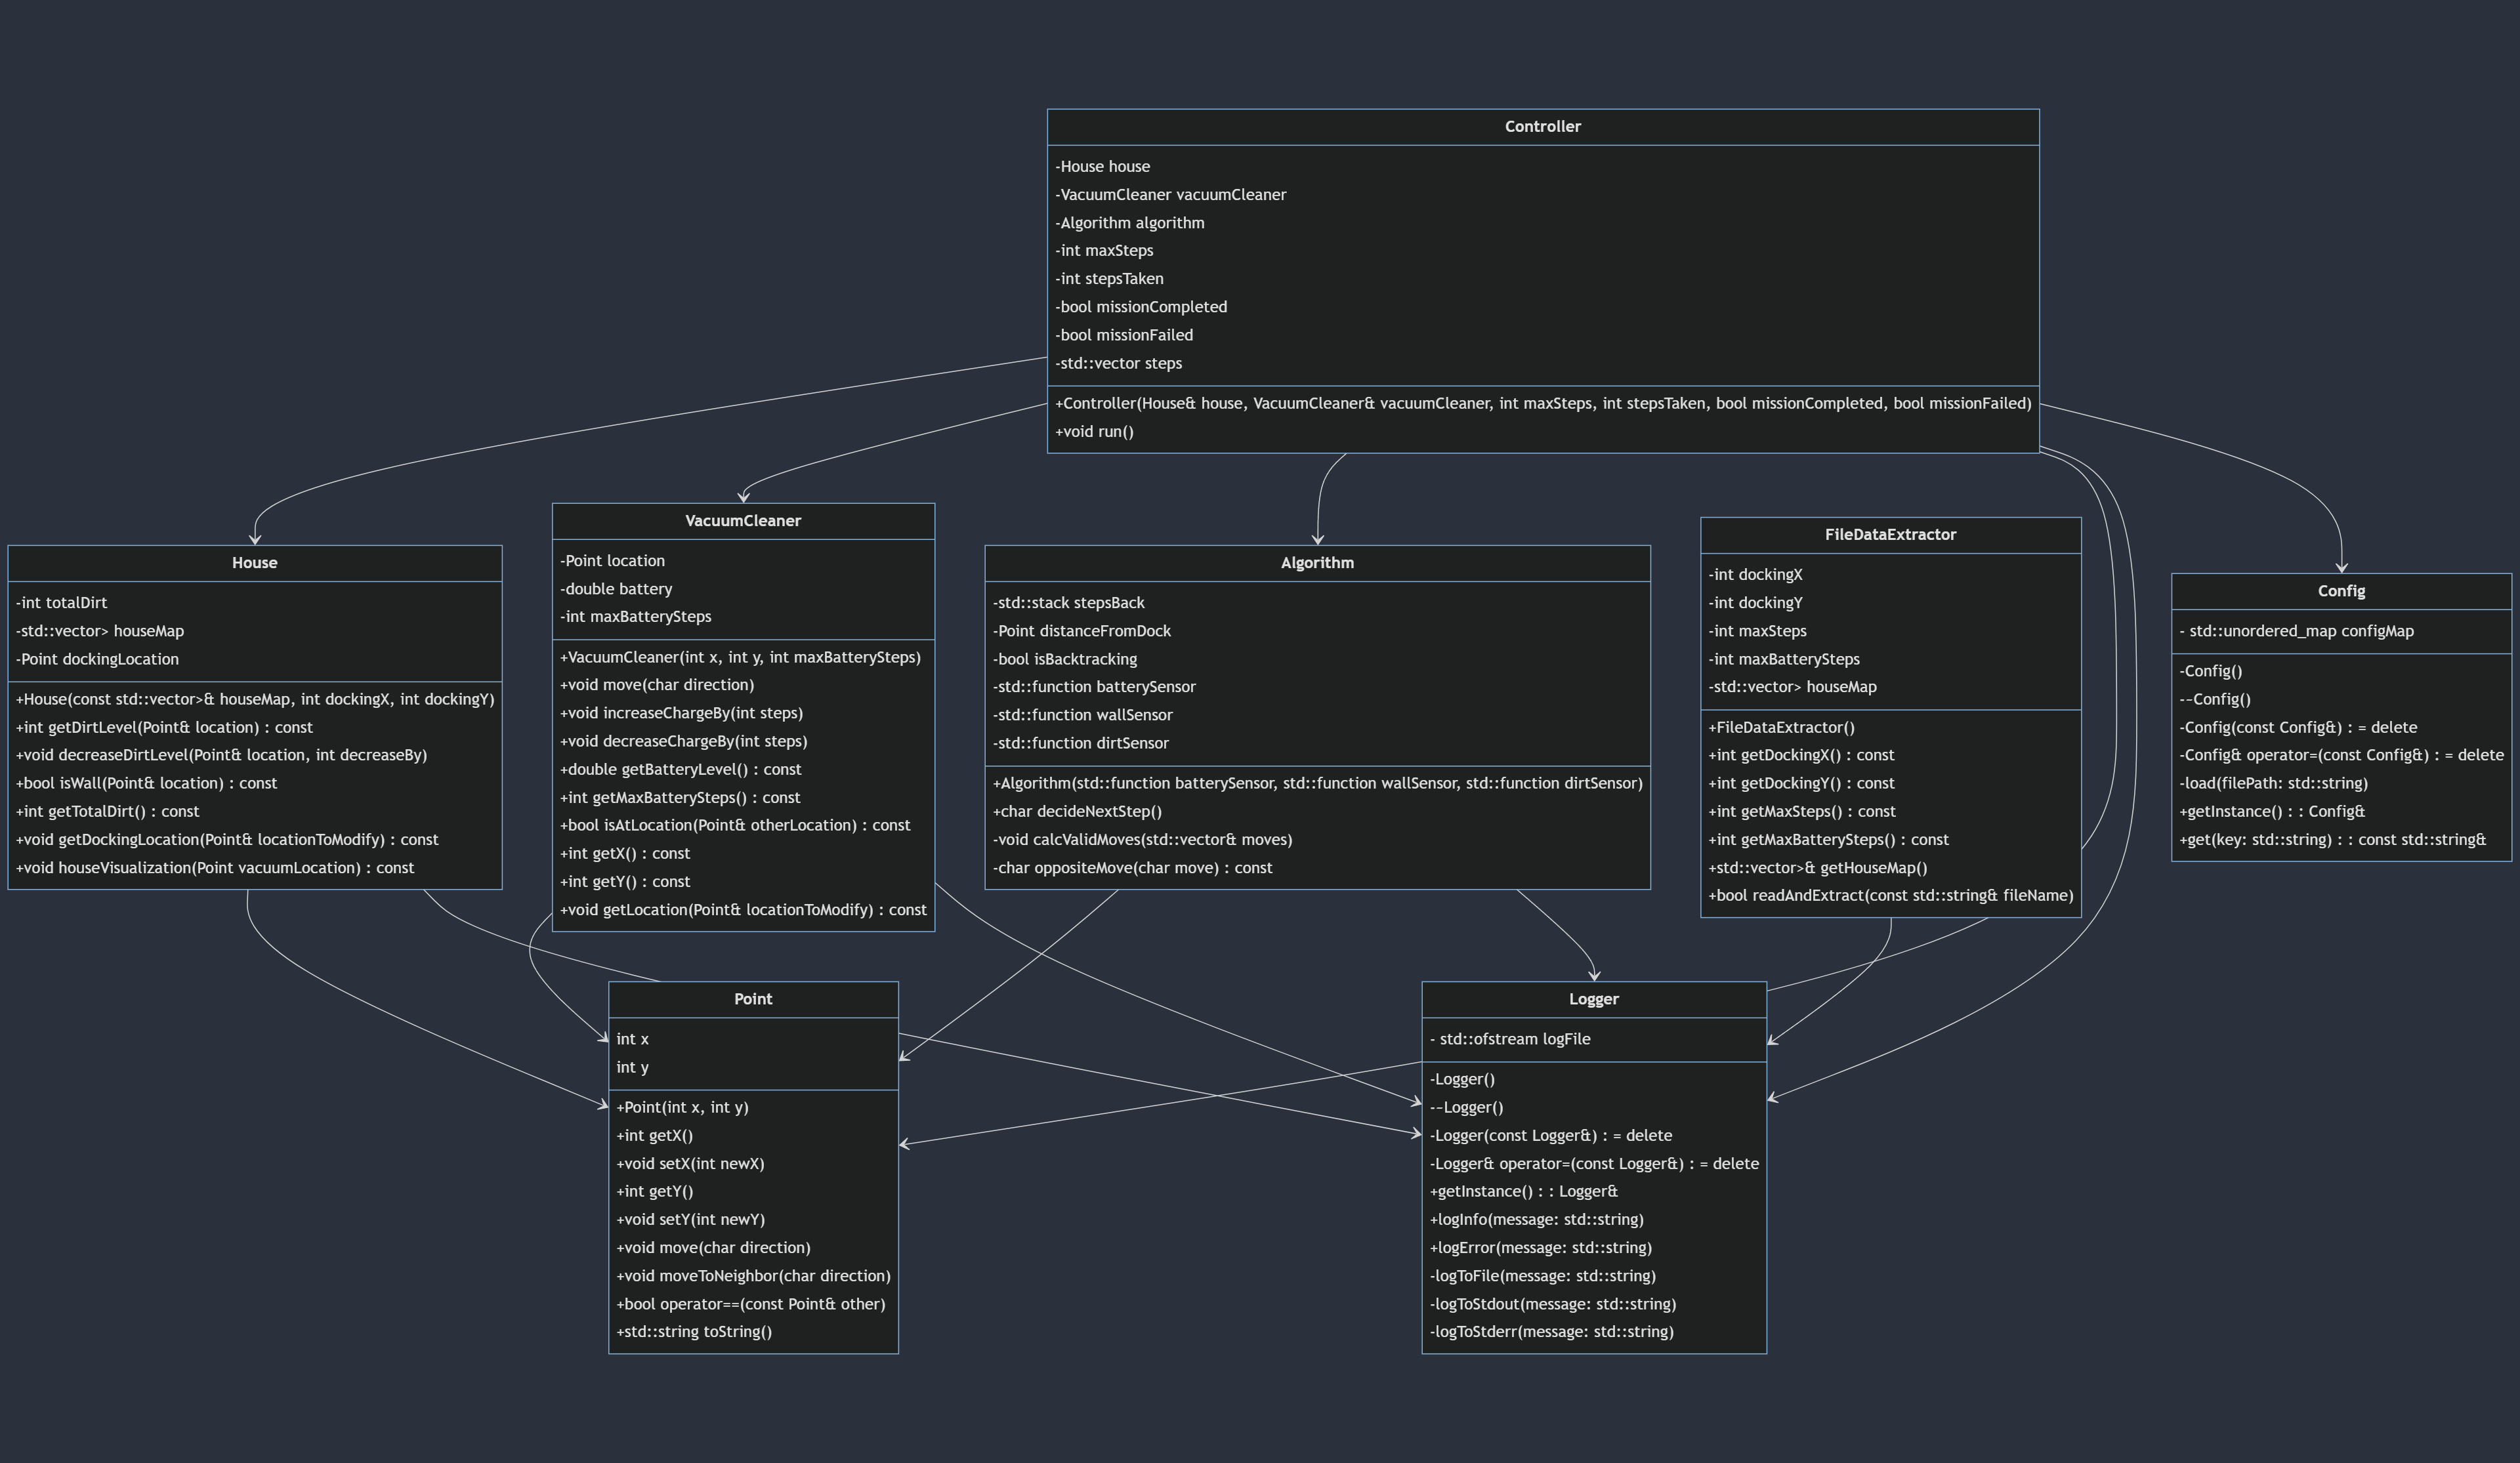 Controller
-House house
-VacuumCleaner vacuumCleaner
-Algorithm algorithm
-int maxSteps
-int stepsTaken
-bool missionCompleted
-bool missionFailed
-std::vector steps
+Controller(House& house, VacuumCleaner& vacuumCleaner, int maxSteps, int stepsTaken, bool missionCompleted, bool missionFailed)
+void run()
House
-int totalDirt
-std::vector> houseMap
-Point dockingLocation
+House(const std::vector>& houseMap, int dockingX, int dockingY)
+int getDirtLevel(Point& location) : const
+void decreaseDirtLevel(Point& location, int decreaseBy)
+bool isWall(Point& location) : const
+int getTotalDirt() : const
+void getDockingLocation(Point& locationToModify) : const
+void houseVisualization(Point vacuumLocation) : const
VacuumCleaner
-Point location
-double battery
-int maxBatterySteps
+VacuumCleaner(int x, int y, int maxBatterySteps)
+void move(char direction)
+void increaseChargeBy(int steps)
+void decreaseChargeBy(int steps)
+double getBatteryLevel() : const
+int getMaxBatterySteps() : const
+bool isAtLocation(Point& otherLocation) : const
+int getX() : const
+int getY() : const
+void getLocation(Point& locationToModify) : const
Algorithm
-std::stack stepsBack
-Point distanceFromDock
-bool isBacktracking
-std::function batterySensor
-std::function wallSensor
-std::function dirtSensor
+Algorithm(std::function batterySensor, std::function wallSensor, std::function dirtSensor)
+char decideNextStep()
-void calcValidMoves(std::vector& moves)
-char oppositeMove(char move) : const
FileDataExtractor
-int dockingX
-int dockingY
-int maxSteps
-int maxBatterySteps
-std::vector> houseMap
+FileDataExtractor()
+int getDockingX() : const
+int getDockingY() : const
+int getMaxSteps() : const
+int getMaxBatterySteps() : const
+std::vector>& getHouseMap()
+bool readAndExtract(const std::string& fileName)
Config
- std::unordered_map configMap
-Config()
-~Config()
-Config(const Config&) : = delete
-Config& operator=(const Config&) : = delete
-load(filePath: std::string)
+getInstance() : : Config&
+get(key: std::string) : : const std::string&
Point
int x
int y
+Point(int x, int y)
+int getX()
+void setX(int newX)
+int getY()
+void setY(int newY)
+void move(char direction)
+void moveToNeighbor(char direction)
+bool operator==(const Point& other)
+std::string toString()
Logger
- std::ofstream logFile
-Logger()
-~Logger()
-Logger(const Logger&) : = delete
-Logger& operator=(const Logger&) : = delete
+getInstance() : : Logger&
+logInfo(message: std::string)
+logError(message: std::string)
-logToFile(message: std::string)
-logToStdout(message: std::string)
-logToStderr(message: std::string)